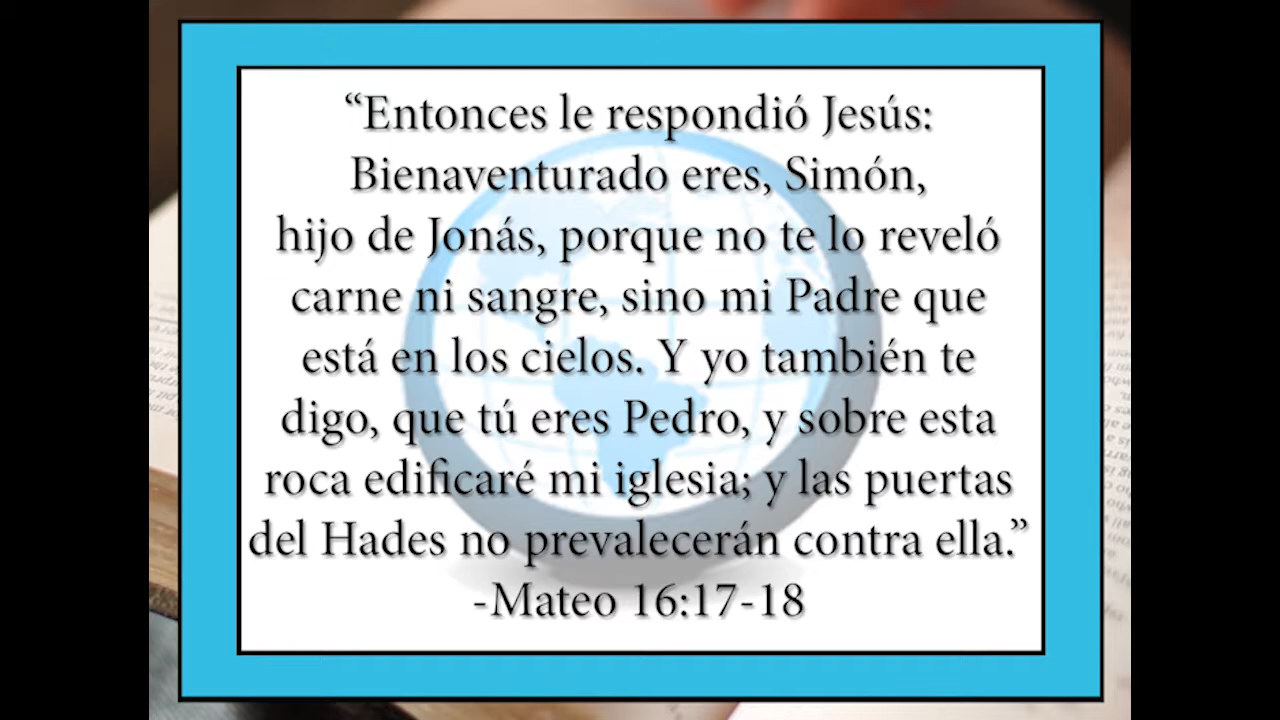 “Entonces le respondió Jesús:
Bienaventurado eres, Simón,
hijo de Jonás, porque no te lo reveló
carne ni sangre, sino mi Padre que
está en los cielos. Y yo también te
digo, que tú eres Pedro, y sobre esta
roca edificaré mi iglesia; y las puertas
del Hades no prevalecerán contra ella.”
-Mateo 16:17-18